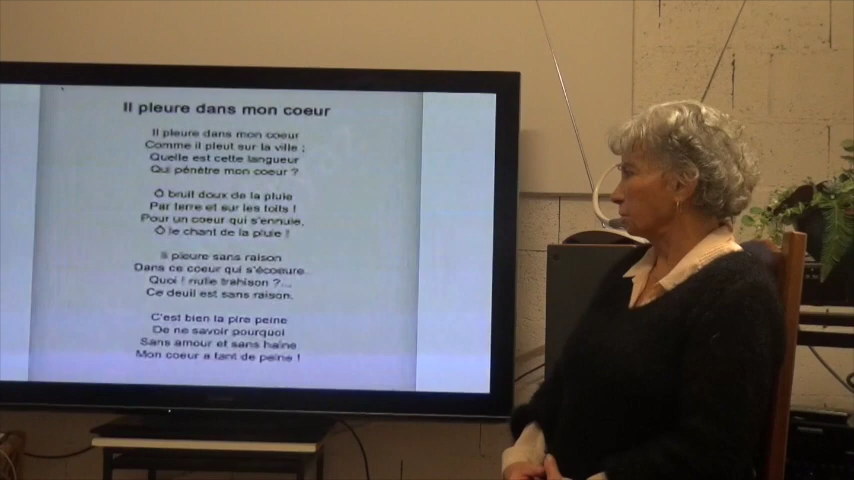 Il pleure dans mon coeur
Il pleure dans mon coeur
Comme il pleut sur la ville ;
Quelle est cette langueur
Qui pénètre mon coeur ?
Ô bruit doux de la pluie
Par terre et sur les toits !
Pour un coeur qui s'ennuie,
Ô le chant de la pluie !
Il pleure sans raison
Dans ce coeur qui s'écoeure.
Quoi ! nulle trahison ?...
Ce deuil est sans raison.
C'est bien la pire peine
De ne savoir pourquoi
Sans amour et sans haine
Mon coeur a tant de peine !